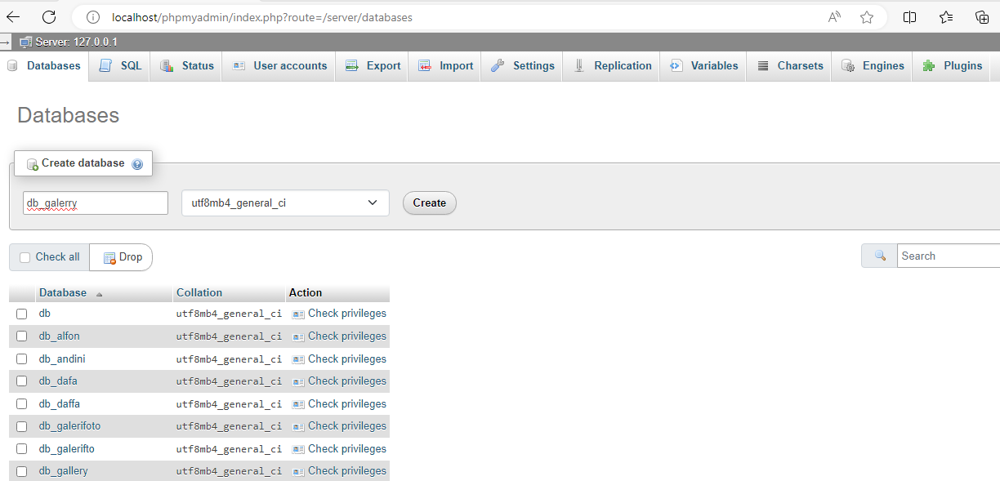 localhost/phpmyadmin/index.php?route=/server/databases
Server: 127.0.0.1
Databases SQL Status User accounts Export Import Settings Replication Variables Charsets Engines Plugins
Databases
Create database
db_galerry utf8mb4_general_ci Create
Check all Drop Search
Database Collation Action
db utf8mb4_general_ci Check privileges
db_alfon utf8mb4_general_ci Check privileges
db_andini utf8mb4_general_ci Check privileges
db_dafa utf8mb4_general_ci Check privileges
db_daffa utf8mb4_general_ci Check privileges
db_galerifoto utf8mb4_general_ci Check privileges
db_galerifto utf8mb4_general_ci Check privileges
db_gallery utf8mb4_general_ci Check privileges